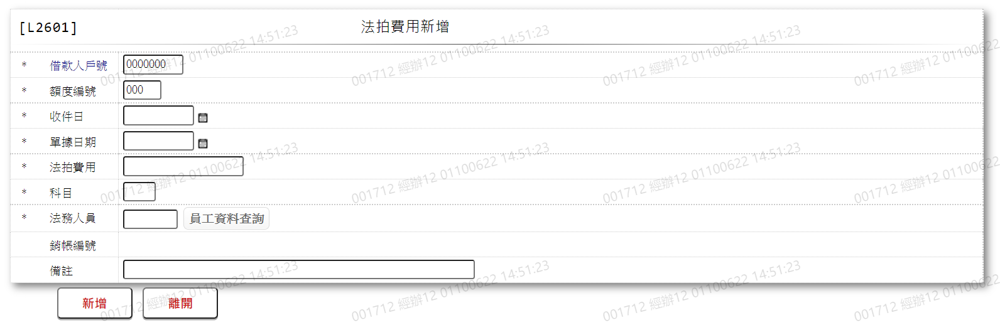 [L2601] 法拍費用新增
* 借款人戶號 0000000
* 額度編號 000
* 收件日
* 單據日期
* 法拍費用
* 科目
* 法務人員 員工資料查詢
銷帳編號
備註
新增 離開
001712 經辦12 01100622 14:51:23
001712 經辦12 01100622 14:51:23
001712 經辦12 01100622 14:51:23
001712 經辦12 01100622
001712 經辦12 01100622 14:51:23
001712 經辦12 01100622 14:51:23
001712 經辦12 01100622 14:51:23
001712 經辦12 01100622
001712 經辦12 01100622 14:51:23
001712 經辦12 01100622 14:51:23
001712 經辦12 01100622 14:51:23
001712 經辦12 01100622